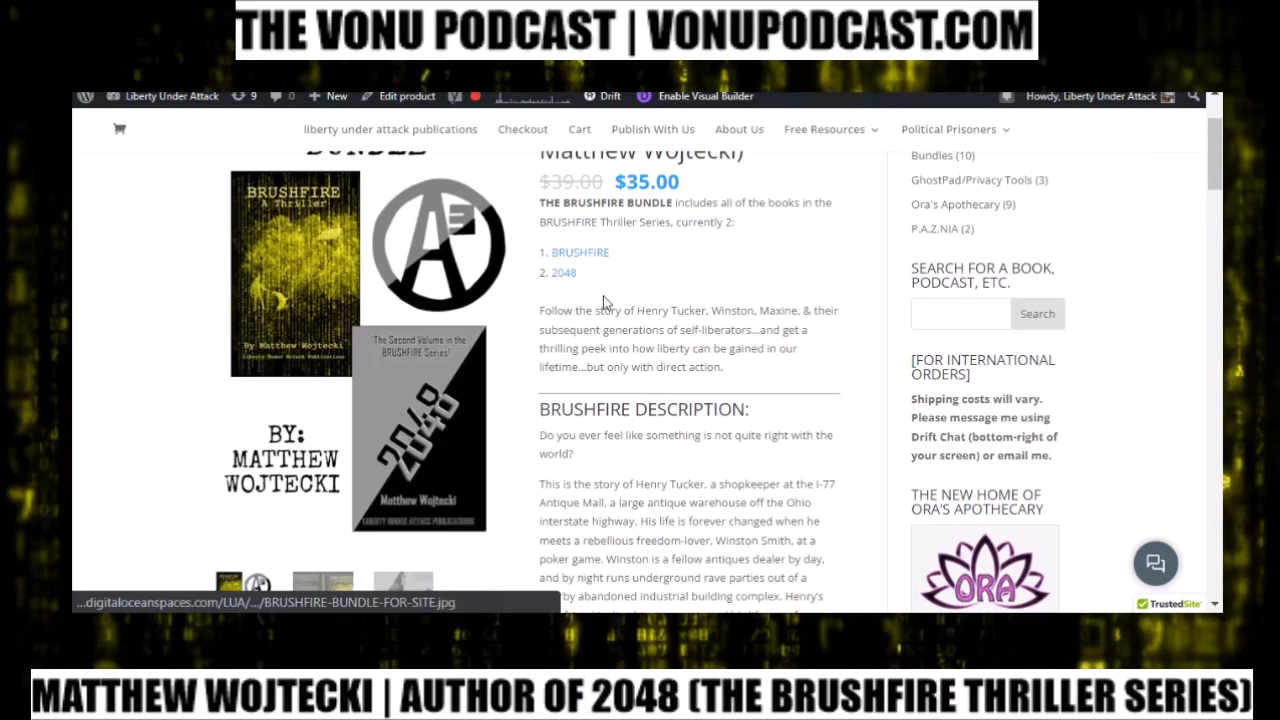 THE VONU PODCAST | VONUPODCAST.COM
Liberty Under Attack 9 0 New Edit product Drift Enable Visual Builder Howdy, Liberty Under Attack
liberty under attack publications Checkout Cart Publish With Us About Us Free Resources Political Prisoners
BUNDLE
BRUSHFIRE
A Thriller
By Matthew Wojtecki
Liberty Under Attack Publications
"The Second Volume in the
BRUSHFIRE Series!"
2048
Matthew Wojtecki
LIBERTY UNDER ATTACK PUBLICATIONS
BY:
MATTHEW
WOJTECKI
Matthew Wojtecki)
$39.00 $35.00
THE BRUSHFIRE BUNDLE includes all of the books in the
BRUSHFIRE Thriller Series, currently 2:
1. BRUSHFIRE
2. 2048
Follow the story of Henry Tucker, Winston, Maxine, & their
subsequent generations of self-liberators...and get a
thrilling peek into how liberty can be gained in our
lifetime...but only with direct action.
BRUSHFIRE DESCRIPTION:
Do you ever feel like something is not quite right with the
world?
This is the story of Henry Tucker, a shopkeeper at the I-77
Antique Mall, a large antique warehouse off the Ohio
interstate highway. His life is forever changed when he
meets a rebellious freedom-lover, Winston Smith, at a
poker game. Winston is a fellow antiques dealer by day,
and by night runs underground rave parties out of a
by abandoned industrial building complex. Henry's
Bundles (10)
GhostPad/Privacy Tools (3)
Ora's Apothecary (9)
P.A.Z.NIA (2)
SEARCH FOR A BOOK,
PODCAST, ETC.
Search
[FOR INTERNATIONAL
ORDERS]
Shipping costs will vary.
Please message me using
Drift Chat (bottom-right of
your screen) or email me.
THE NEW HOME OF
ORA'S APOTHECARY
ORA
TrustedSite
...digitaloceanspaces.com/LUA/.../BRUSHFIRE-BUNDLE-FOR-SITE.jpg
MATTHEW WOJTECKI | AUTHOR OF 2048 (THE BRUSHFIRE THRILLER SERIES)